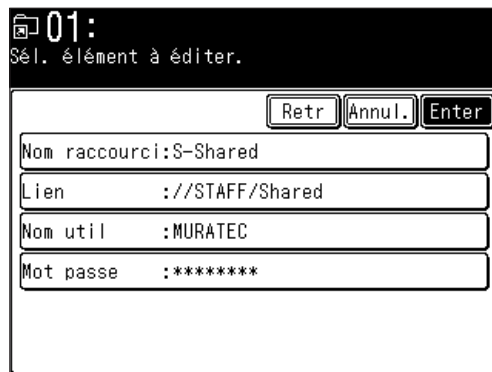 01:
Sél. élément à éditer.
Retr Annul. Enter
Nom raccourci:S-Shared
Lien ://STAFF/Shared
Nom util :MURATEC
Mot passe :********